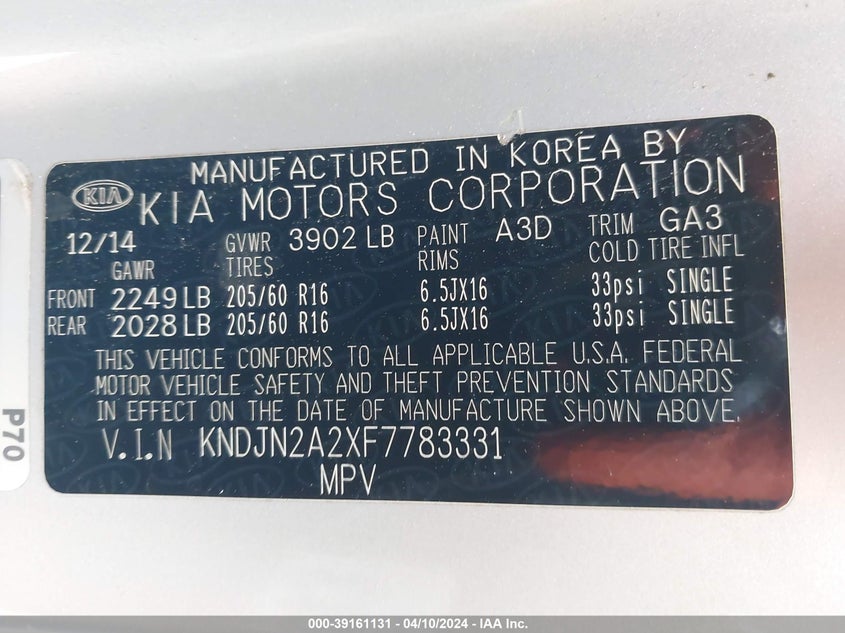 MANUFACTURED IN KOREA BY
KIA KIA MOTORS CORPORATION
12/14 GVWR 3902 LB PAINT A3D TRIM GA3
GAWR TIRES RIMS COLD TIRE INFL
FRONT 2249 LB 205/60 R16 6.5JX16 33psi SINGLE
REAR 2028 LB 205/60 R16 6.5JX16 33psi SINGLE
THIS VEHICLE CONFORMS TO ALL APPLICABLE U.S.A. FEDERAL
MOTOR VEHICLE SAFETY AND THEFT PREVENTION STANDARDS
IN EFFECT ON THE DATE OF MANUFACTURE SHOWN ABOVE.
V.I.N KNDJN2A2XF7783331
MPV
P70
000-39161131 - 04/10/2024 - IAAI.COM